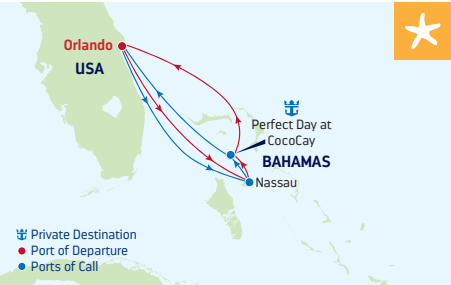 Orlando
USA
Perfect Day at
CocoCay
BAHAMAS
Nassau
Private Destination
Port of Departure
Ports of Call